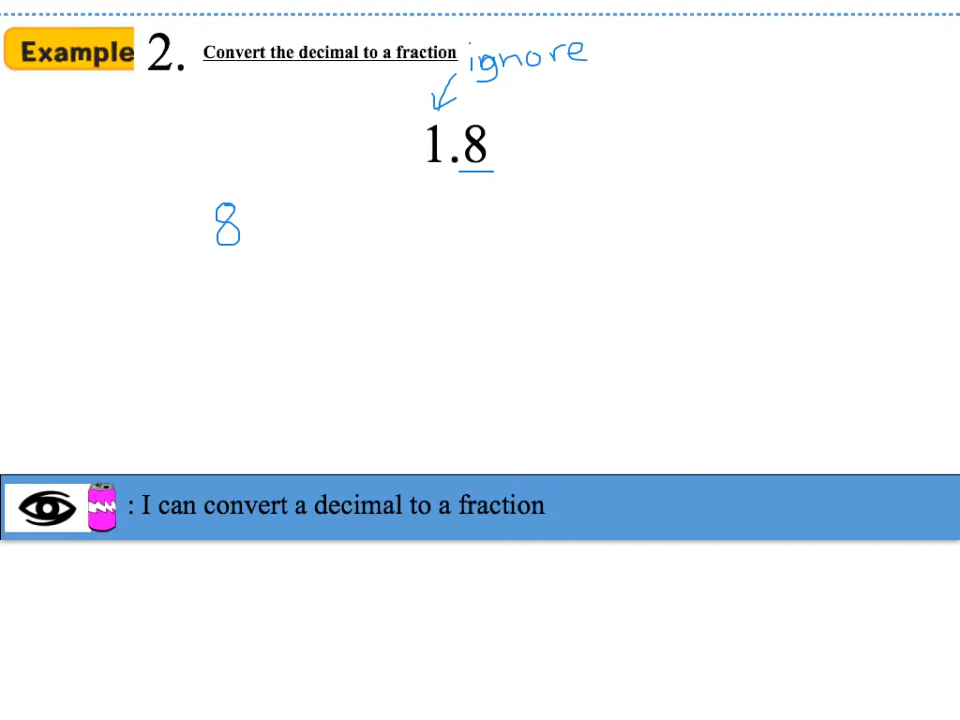 Example 2. Convert the decimal to a fraction ignore
1.8
8
: I can convert a decimal to a fraction